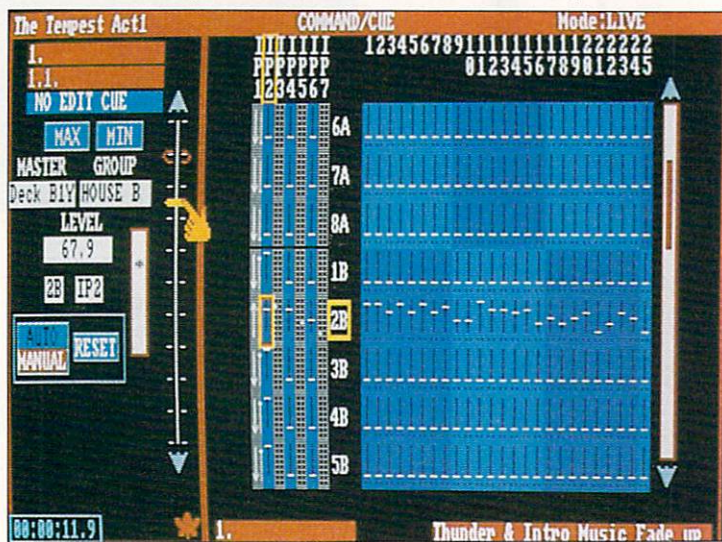 The Tempest Act1 COMMAND/CUE Mode:LIVE
1.
1.1.
NO EDIT CUE
MAX MIN
MASTER GROUP
Deck B1Y HOUSE B
LEVEL
67.9
2B IP2
AUTO
MANUAL RESET
IIIIIII
PPPPPPP
1234567
1234567891111111111222222
0123456789012345
6A
7A
8A
1B
2B
3B
4B
5B
00:00:11.9 1. Thunder & Intro Music Fade up